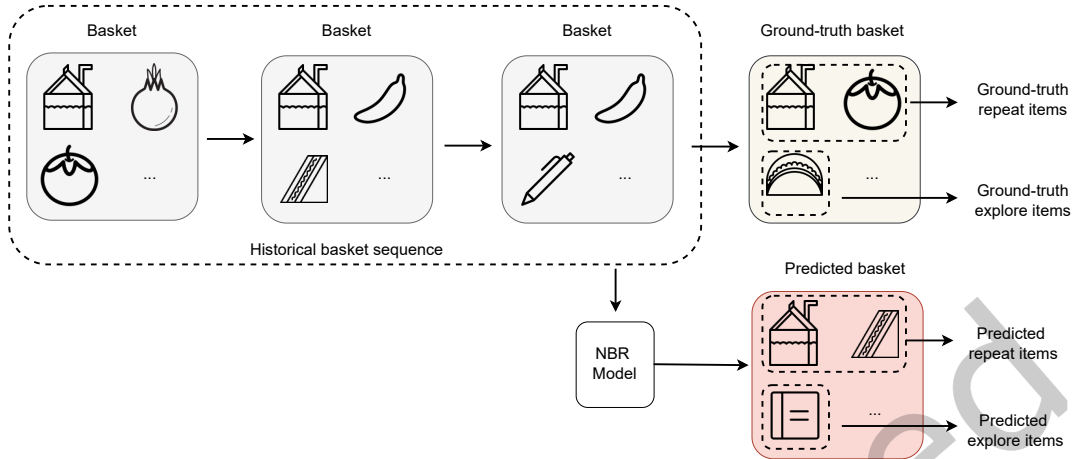 Basket
Basket
Basket
Ground-truth basket
...
...
...
...
Ground-truth
repeat items
Ground-truth
explore items
Historical basket sequence
Predicted basket
NBR
Model
...
Predicted
repeat items
Predicted
explore items